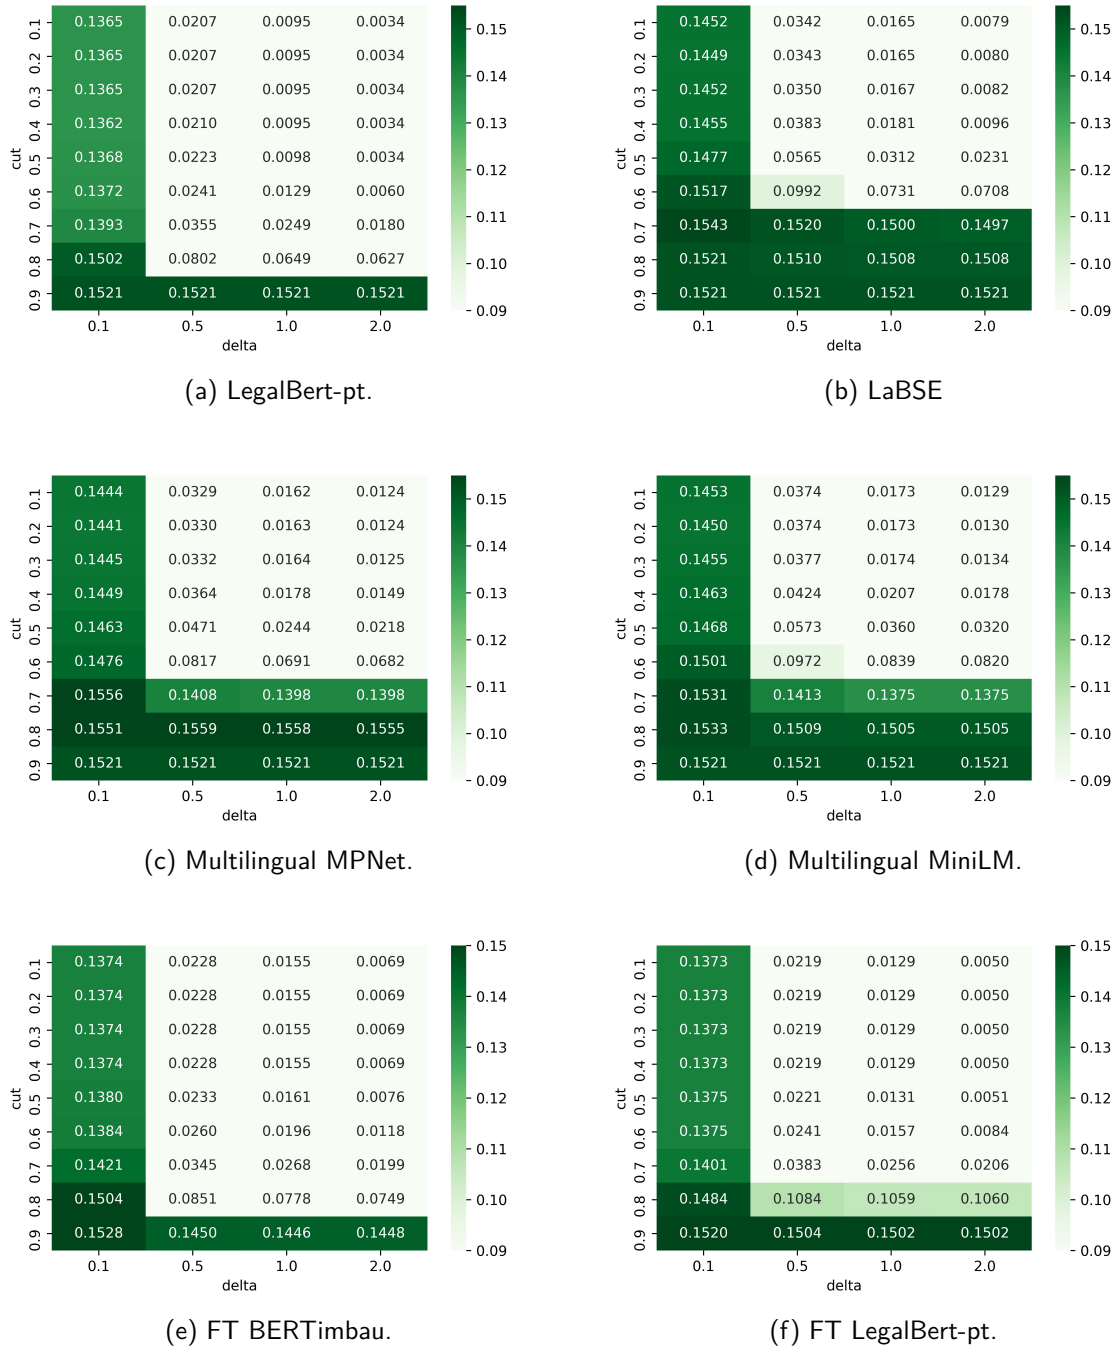 0.1 0.1365 0.0207 0.0095 0.0034 0.15
0.2 0.1365 0.0207 0.0095 0.0034 0.14
0.3 0.1365 0.0207 0.0095 0.0034 0.13
0.4 0.1362 0.0210 0.0095 0.0034
cut 0.5 0.1368 0.0223 0.0098 0.0034 0.12
0.6 0.1372 0.0241 0.0129 0.0060 0.11
0.7 0.1393 0.0355 0.0249 0.0180
0.8 0.1502 0.0802 0.0649 0.0627 0.10
0.9 0.1521 0.1521 0.1521 0.1521 0.09
0.1 0.5 1.0 2.0
delta
(a) LegalBert-pt.
0.1 0.1452 0.0342 0.0165 0.0079 0.15
0.2 0.1449 0.0343 0.0165 0.0080 0.14
0.3 0.1452 0.0350 0.0167 0.0082 0.13
0.4 0.1455 0.0383 0.0181 0.0096
cut 0.5 0.1477 0.0565 0.0312 0.0231 0.12
0.6 0.1517 0.0992 0.0731 0.0708 0.11
0.7 0.1543 0.1520 0.1500 0.1497
0.8 0.1521 0.1510 0.1508 0.1508 0.10
0.9 0.1521 0.1521 0.1521 0.1521 0.09
0.1 0.5 1.0 2.0
delta
(b) LaBSE
0.1 0.1444 0.0329 0.0162 0.0124 0.15
0.2 0.1441 0.0330 0.0163 0.0124 0.14
0.3 0.1445 0.0332 0.0164 0.0125 0.13
0.4 0.1449 0.0364 0.0178 0.0149
cut 0.5 0.1463 0.0471 0.0244 0.0218 0.12
0.6 0.1476 0.0817 0.0691 0.0682 0.11
0.7 0.1556 0.1408 0.1398 0.1398
0.8 0.1551 0.1559 0.1558 0.1555 0.10
0.9 0.1521 0.1521 0.1521 0.1521 0.09
0.1 0.5 1.0 2.0
delta
(c) Multilingual MPNet.
0.1 0.1453 0.0374 0.0173 0.0129 0.15
0.2 0.1450 0.0374 0.0173 0.0130 0.14
0.3 0.1455 0.0377 0.0174 0.0134 0.13
0.4 0.1463 0.0424 0.0207 0.0178
cut 0.5 0.1468 0.0573 0.0360 0.0320 0.12
0.6 0.1501 0.0972 0.0839 0.0820 0.11
0.7 0.1531 0.1413 0.1375 0.1375
0.8 0.1533 0.1509 0.1505 0.1505 0.10
0.9 0.1521 0.1521 0.1521 0.1521 0.09
0.1 0.5 1.0 2.0
delta
(d) Multilingual MiniLM.
0.1 0.1374 0.0228 0.0155 0.0069 0.15
0.2 0.1374 0.0228 0.0155 0.0069 0.14
0.3 0.1374 0.0228 0.0155 0.0069 0.13
0.4 0.1374 0.0228 0.0155 0.0069
cut 0.5 0.1380 0.0233 0.0161 0.0076 0.12
0.6 0.1384 0.0260 0.0196 0.0118 0.11
0.7 0.1421 0.0345 0.0268 0.0199
0.8 0.1504 0.0851 0.0778 0.0749 0.10
0.9 0.1528 0.1450 0.1446 0.1448 0.09
0.1 0.5 1.0 2.0
delta
(e) FT BERTimbau.
0.1 0.1373 0.0219 0.0129 0.0050 0.15
0.2 0.1373 0.0219 0.0129 0.0050 0.14
0.3 0.1373 0.0219 0.0129 0.0050 0.13
0.4 0.1373 0.0219 0.0129 0.0050
cut 0.5 0.1375 0.0221 0.0131 0.0051 0.12
0.6 0.1375 0.0241 0.0157 0.0084 0.11
0.7 0.1401 0.0383 0.0256 0.0206
0.8 0.1484 0.1084 0.1059 0.1060 0.10
0.9 0.1520 0.1504 0.1502 0.1502 0.09
0.1 0.5 1.0 2.0
delta
(f) FT LegalBert-pt.